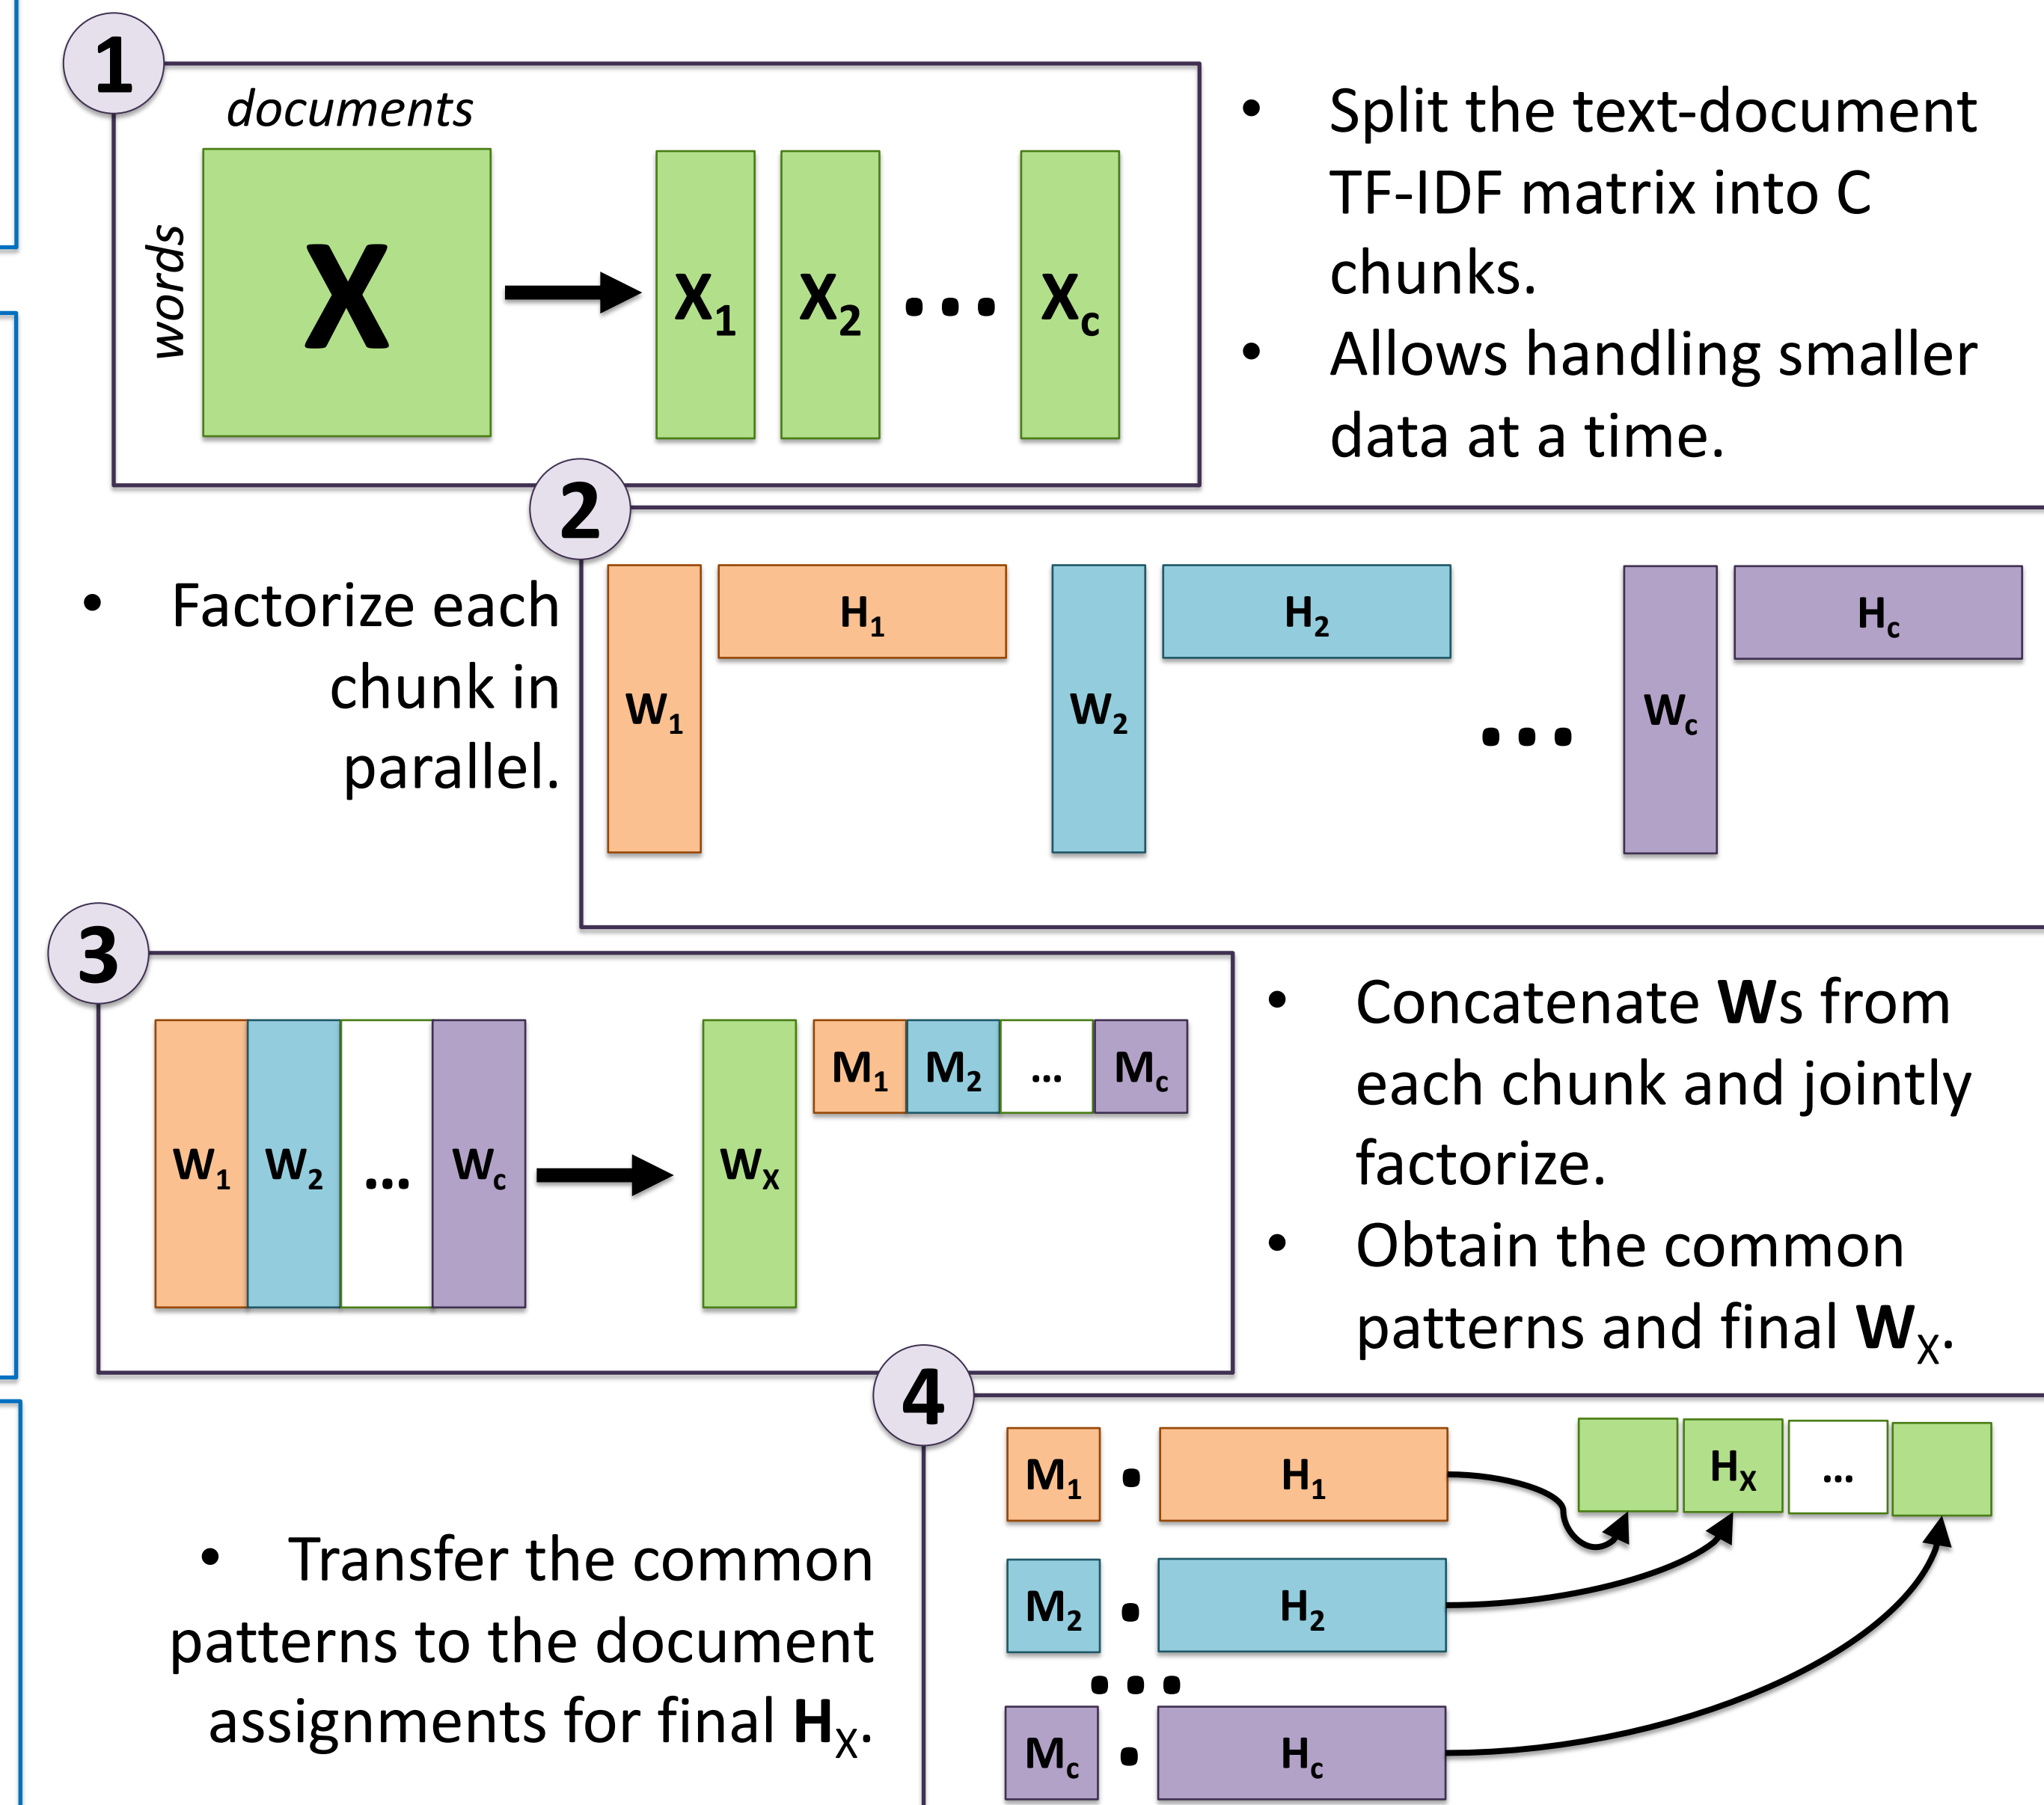 1
documents
words
X
X1
X2
...
Xc
• Split the text-document
TF-IDF matrix into C
chunks.
• Allows handling smaller
data at a time.
2
• Factorize each
chunk in
parallel.
W1
H1
W2
H2
...
Wc
Hc
3
W1
W2
...
Wc
WX
M1
M2
...
Mc
• Concatenate Ws from
each chunk and jointly
factorize.
• Obtain the common
patterns and final WX.
4
• Transfer the common
patterns to the document
assignments for final HX.
M1 · H1
M2 · H2
...
Mc · Hc
HX
...